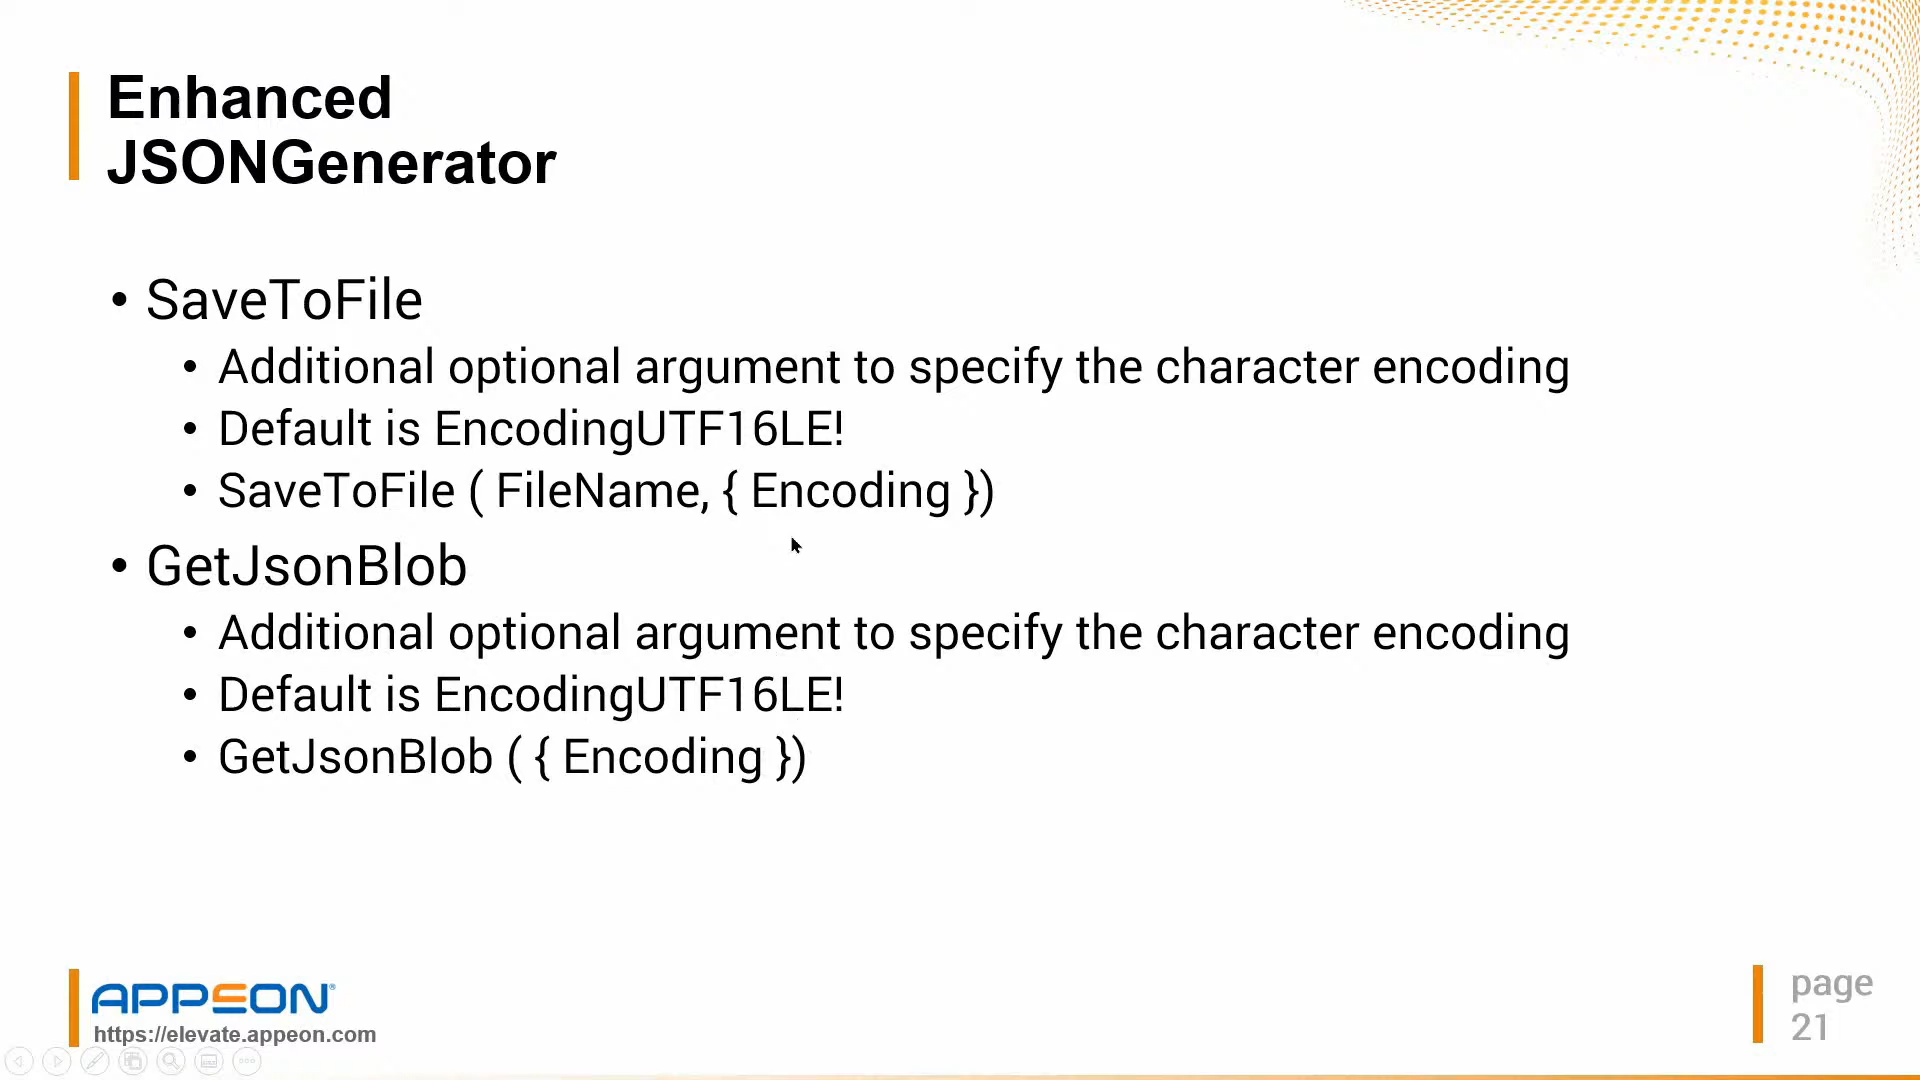 Enhanced
JSONGenerator
• SaveToFile
• Additional optional argument to specify the character encoding
• Default is EncodingUTF16LE!
• SaveToFile ( FileName, { Encoding })
• GetJsonBlob
• Additional optional argument to specify the character encoding
• Default is EncodingUTF16LE!
• GetJsonBlob ( { Encoding })
APPEON®
https://elevate.appeon.com
page
21